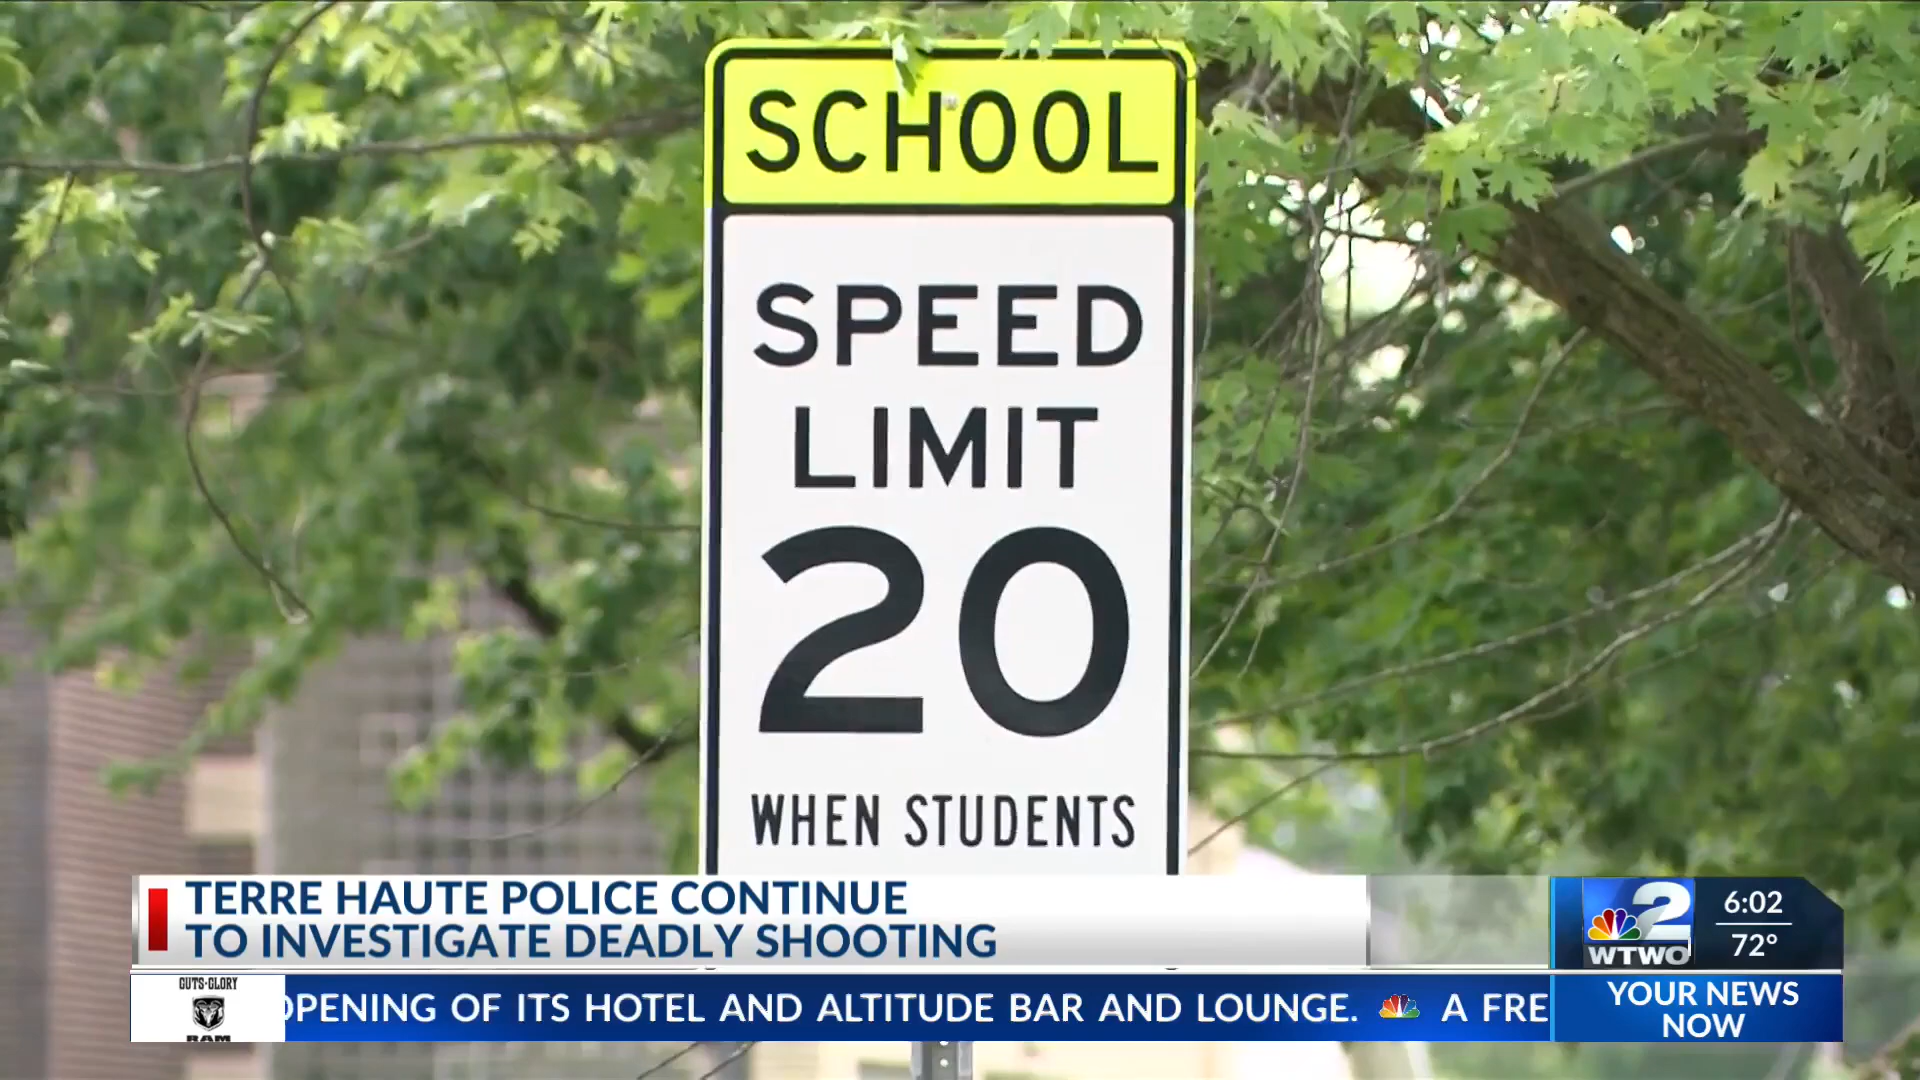 SCHOOL
SPEED
LIMIT
20
WHEN STUDENTS
TERRE HAUTE POLICE CONTINUE
TO INVESTIGATE DEADLY SHOOTING
2
WTWO
6:02
72°
GUTS·GLORY
RAM
OPENING OF ITS HOTEL AND ALTITUDE BAR AND LOUNGE. A FRE
YOUR NEWS
NOW